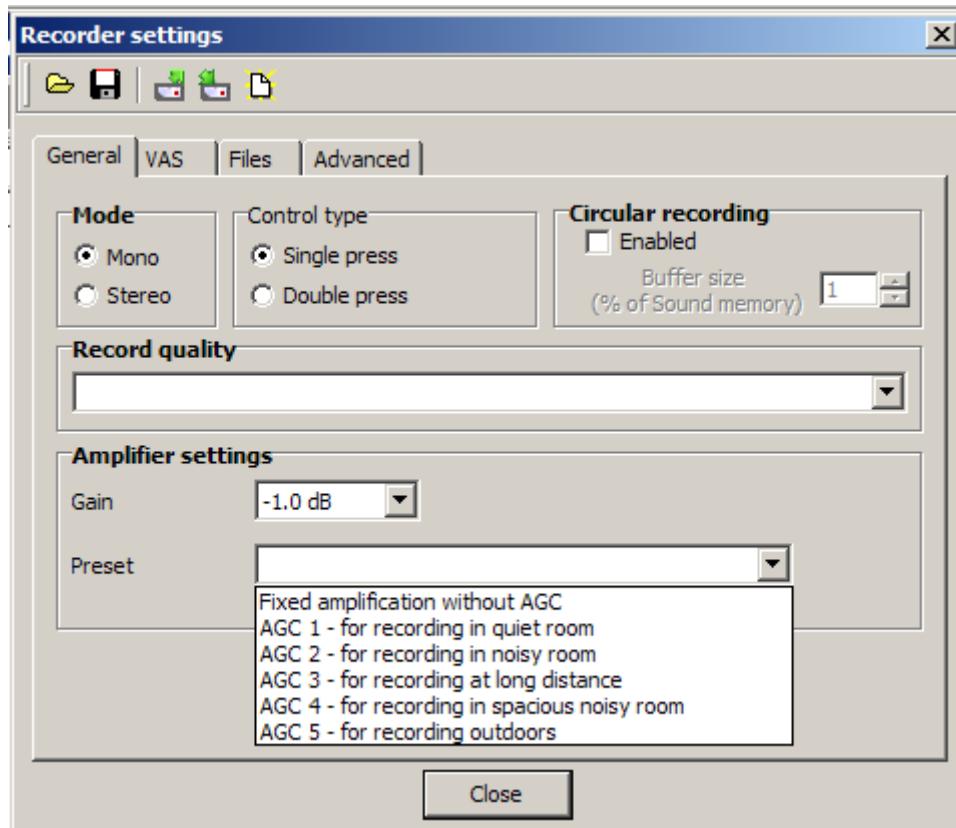 Recorder settings
General VAS Files Advanced
Mode
Mono
Stereo
Control type
Single press
Double press
Circular recording
Enabled
Buffer size
(% of Sound memory)
1
Record quality
Amplifier settings
Gain
-1.0 dB
Preset
Fixed amplification without AGC
AGC 1 - for recording in quiet room
AGC 2 - for recording in noisy room
AGC 3 - for recording at long distance
AGC 4 - for recording in spacious noisy room
AGC 5 - for recording outdoors
Close